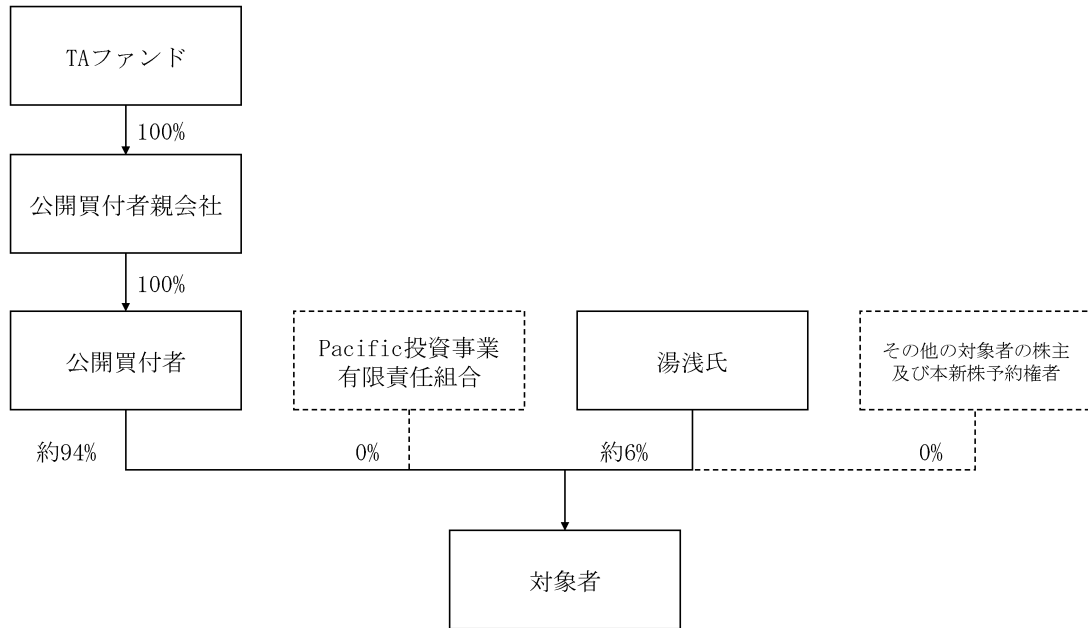 TAファンド
100%
公開買付者親会社
100%
公開買付者
Pacific投資事業
有限責任組合
湯浅氏
その他の対象者の株主
及び本新株予約権者
約94%
0%
約6%
0%
対象者